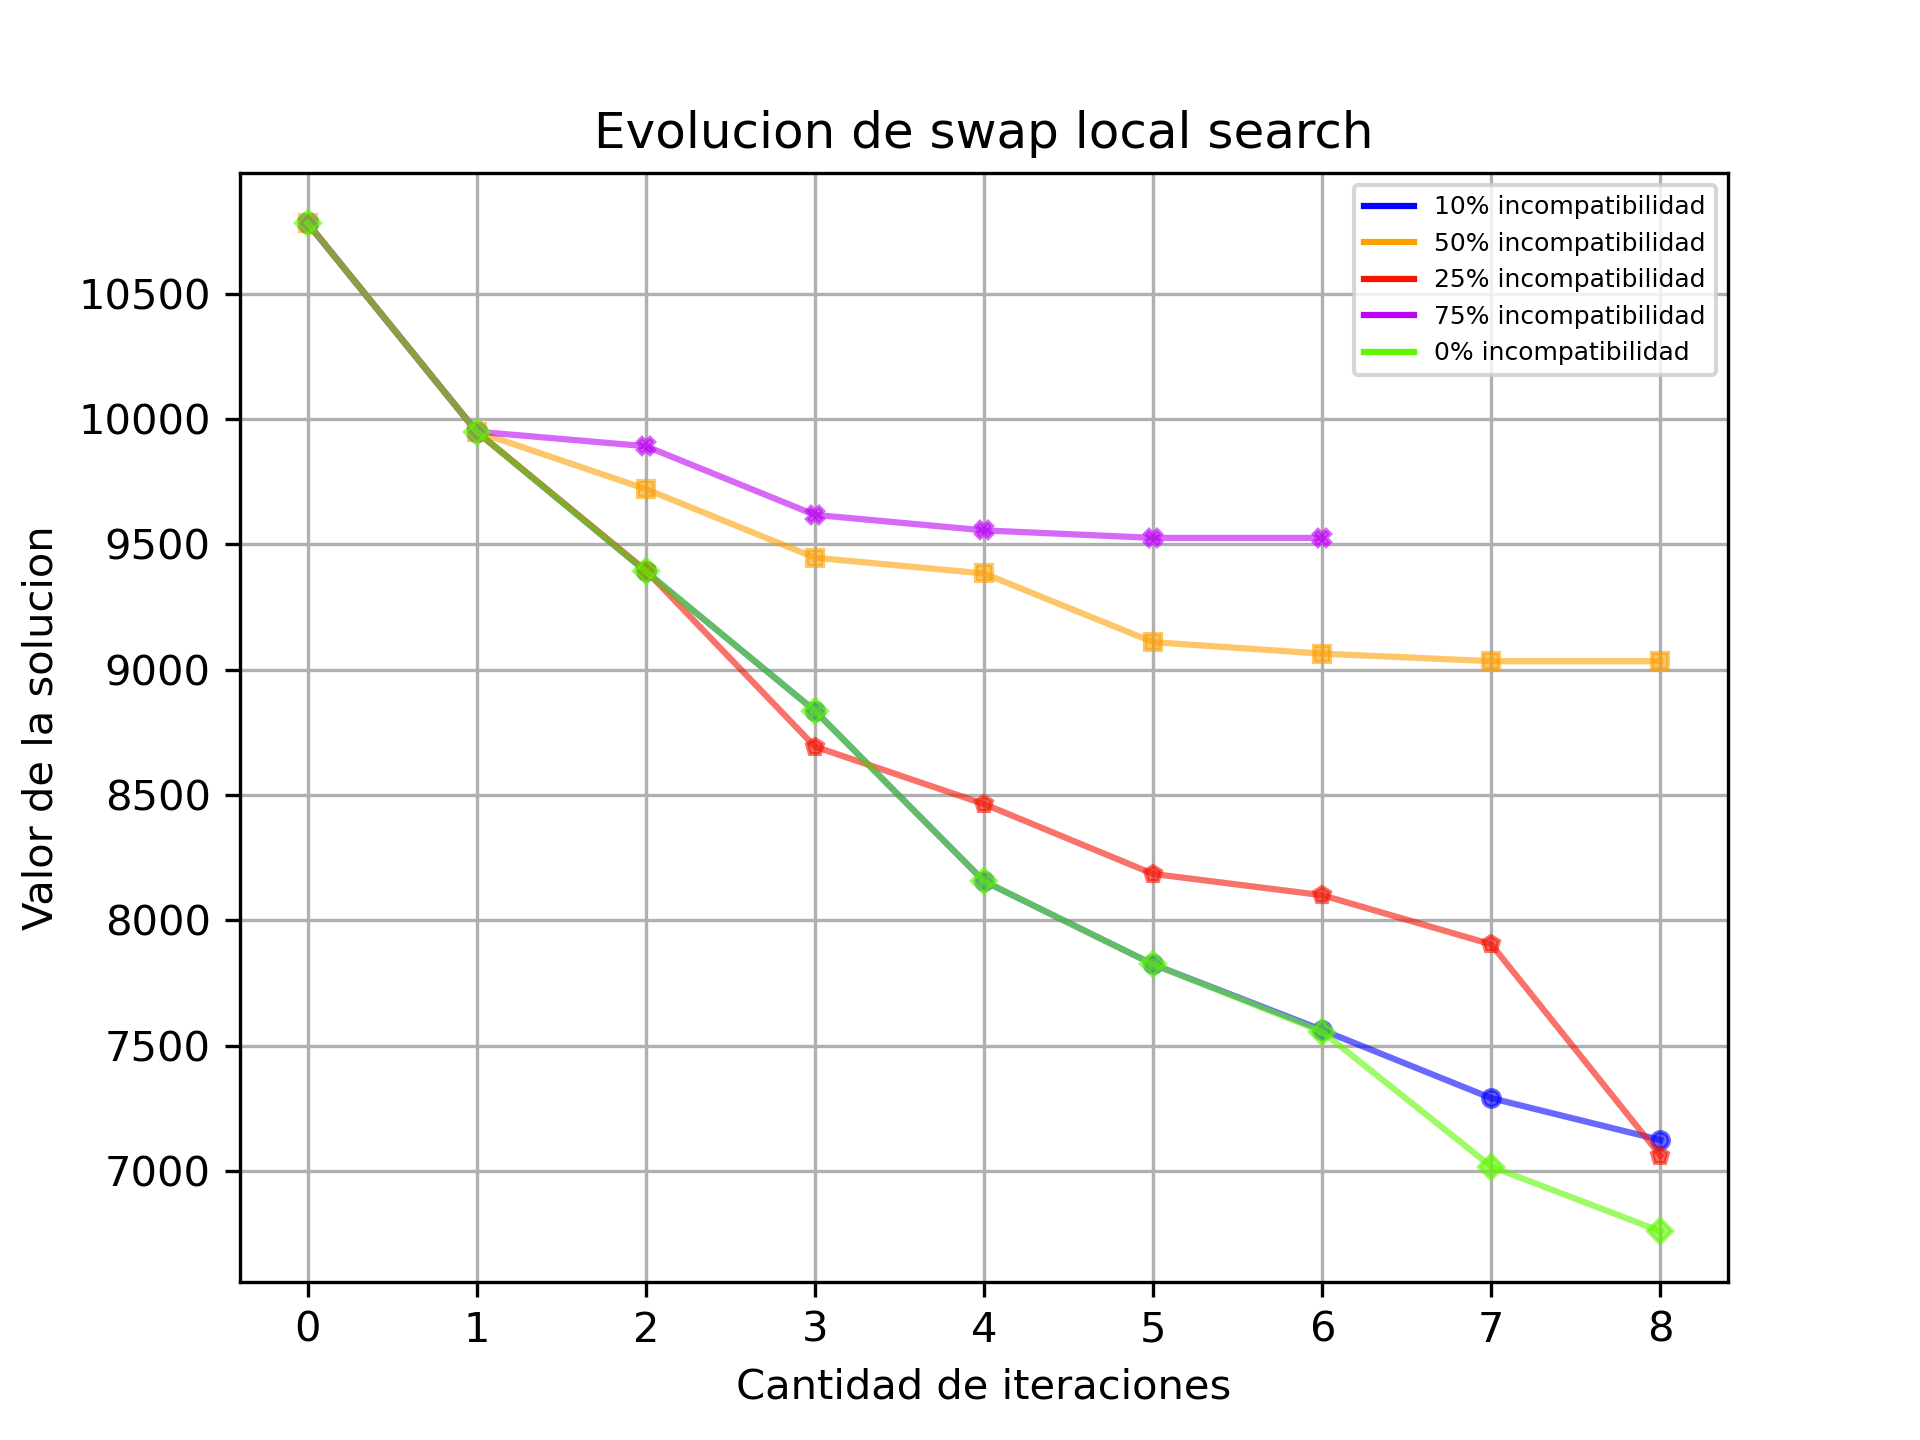 Evolucion de swap local search
10% incompatibilidad
50% incompatibilidad
25% incompatibilidad
75% incompatibilidad
0% incompatibilidad
Valor de la solucion
10500
10000
9500
9000
8500
8000
7500
7000
0 1 2 3 4 5 6 7 8
Cantidad de iteraciones